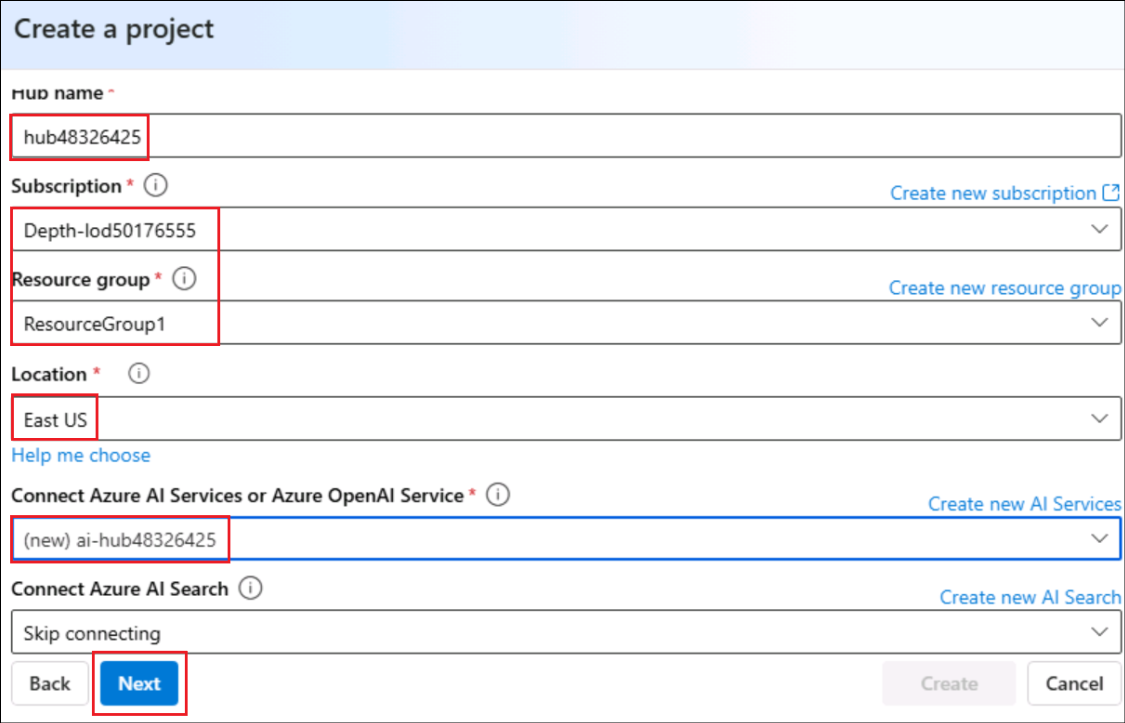 Create a project
Hub name *
hub48326425
Subscription *
Create new subscription
Depth-lod50176555
Resource group *
Create new resource group
ResourceGroup1
Location *
East US
Help me choose
Connect Azure AI Services or Azure OpenAI Service *
Create new AI Services
(new) ai-hub48326425
Connect Azure AI Search
Create new AI Search
Skip connecting
Back Next Create Cancel